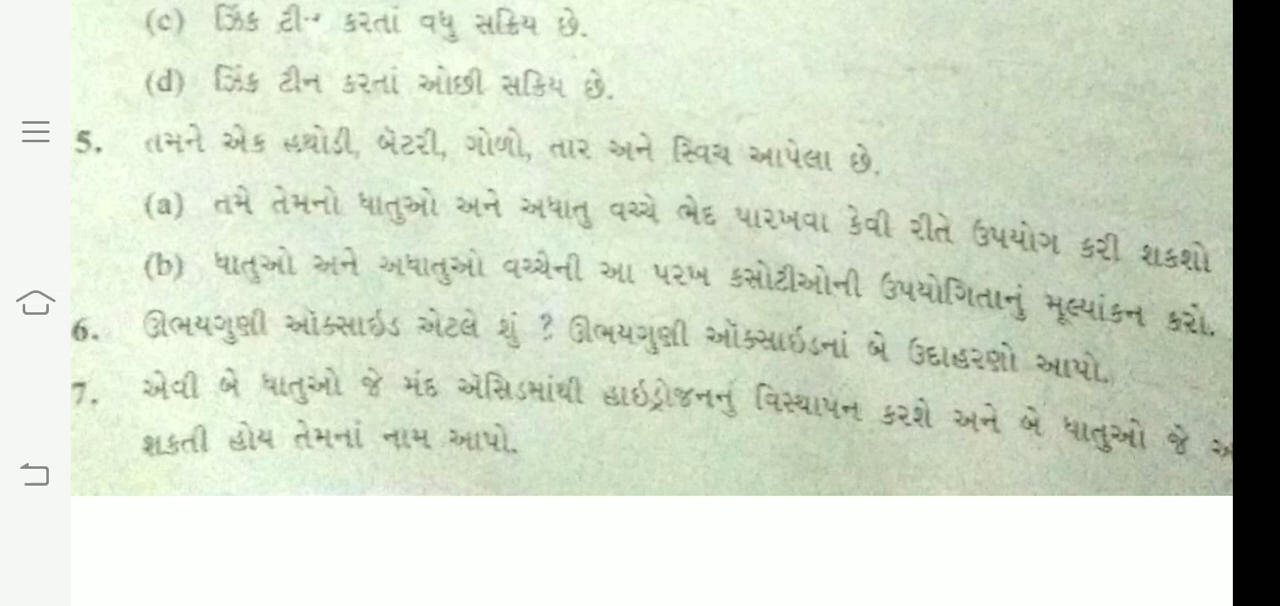 (c) ઝિંક કરતાં વધુ સક્રિય છે.
(d) ઝિંક ટીન કરતાં ઓછી સક્રિય છે.
5. તમને એક હથોડી, બૅટરી, ગોળો, તાર અને સ્વિચ આપેલા છે.
(a) તમે તેમનો ધાતુઓ અને અધાતુ વચ્ચે ભેદ પારખવા કેવી રીતે ઉપયોગ કરી શકશો
(b) ધાતુઓ અને અધાતુઓ વચ્ચેની આ પરખ કસોટીઓની ઉપયોગિતાનું મૂલ્યાંકન કરો.
6. ઊભયગુણી ઑક્સાઇડ એટલે શું ? ઊભયગુણી ઑક્સાઇડનાં બે ઉદાહરણો આપો.
7. એવી બે ધાતુઓ જે મંદ ઍસિડમાંથી હાઇડ્રોજનનું વિસ્થાપન કરશે અને બે ધાતુઓ જે
શકતી હોય તેમનાં નામ આપો.